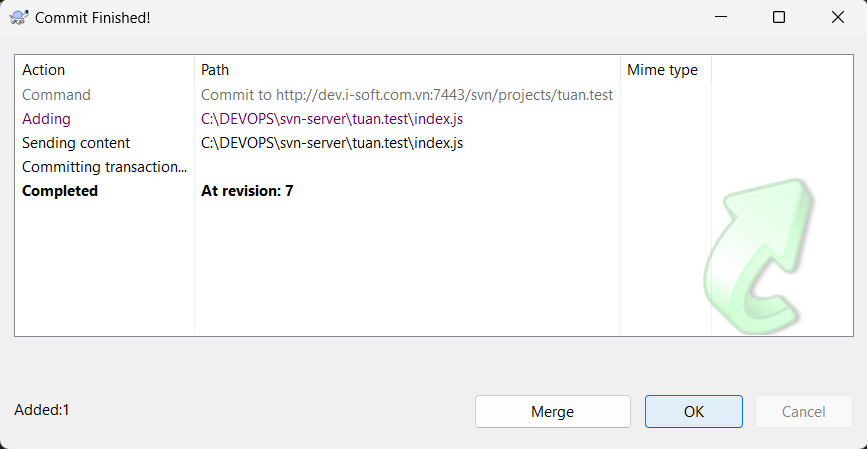 Commit Finished!
Action Path Mime type
Command Commit to http://dev.i-soft.com.vn:7443/svn/projects/tuan.test
Adding C:\DEVOPS\svn-server\tuan.test\index.js
Sending content C:\DEVOPS\svn-server\tuan.test\index.js
Committing transaction...
Completed At revision: 7
Added:1 Merge OK Cancel